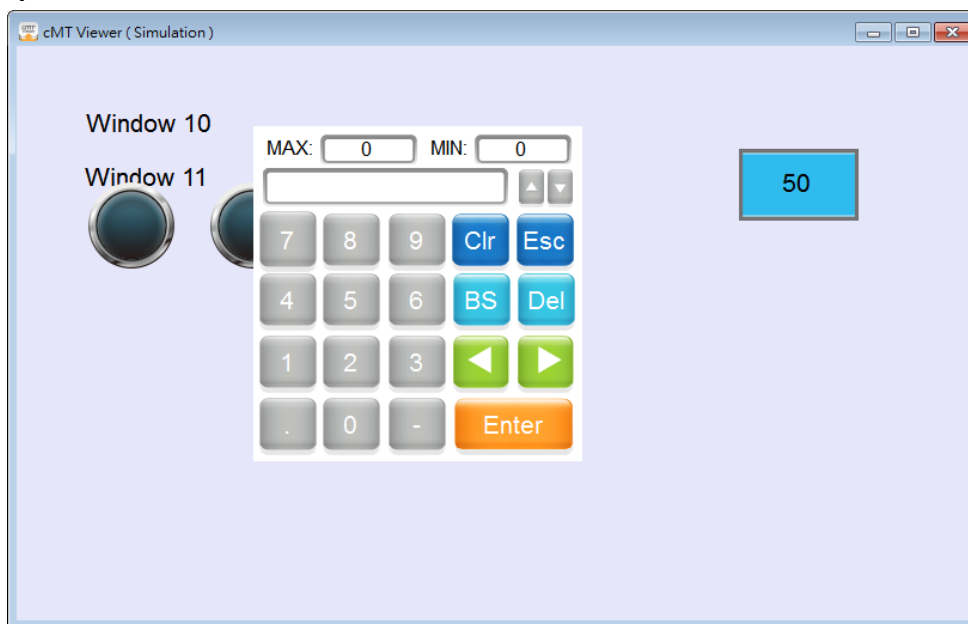 cMT Viewer ( Simulation )
Window 10
MAX: 0 MIN: 0
Window 11
50
7 8 9 Clr Esc
4 5 6 BS Del
1 2 3
. 0 - Enter